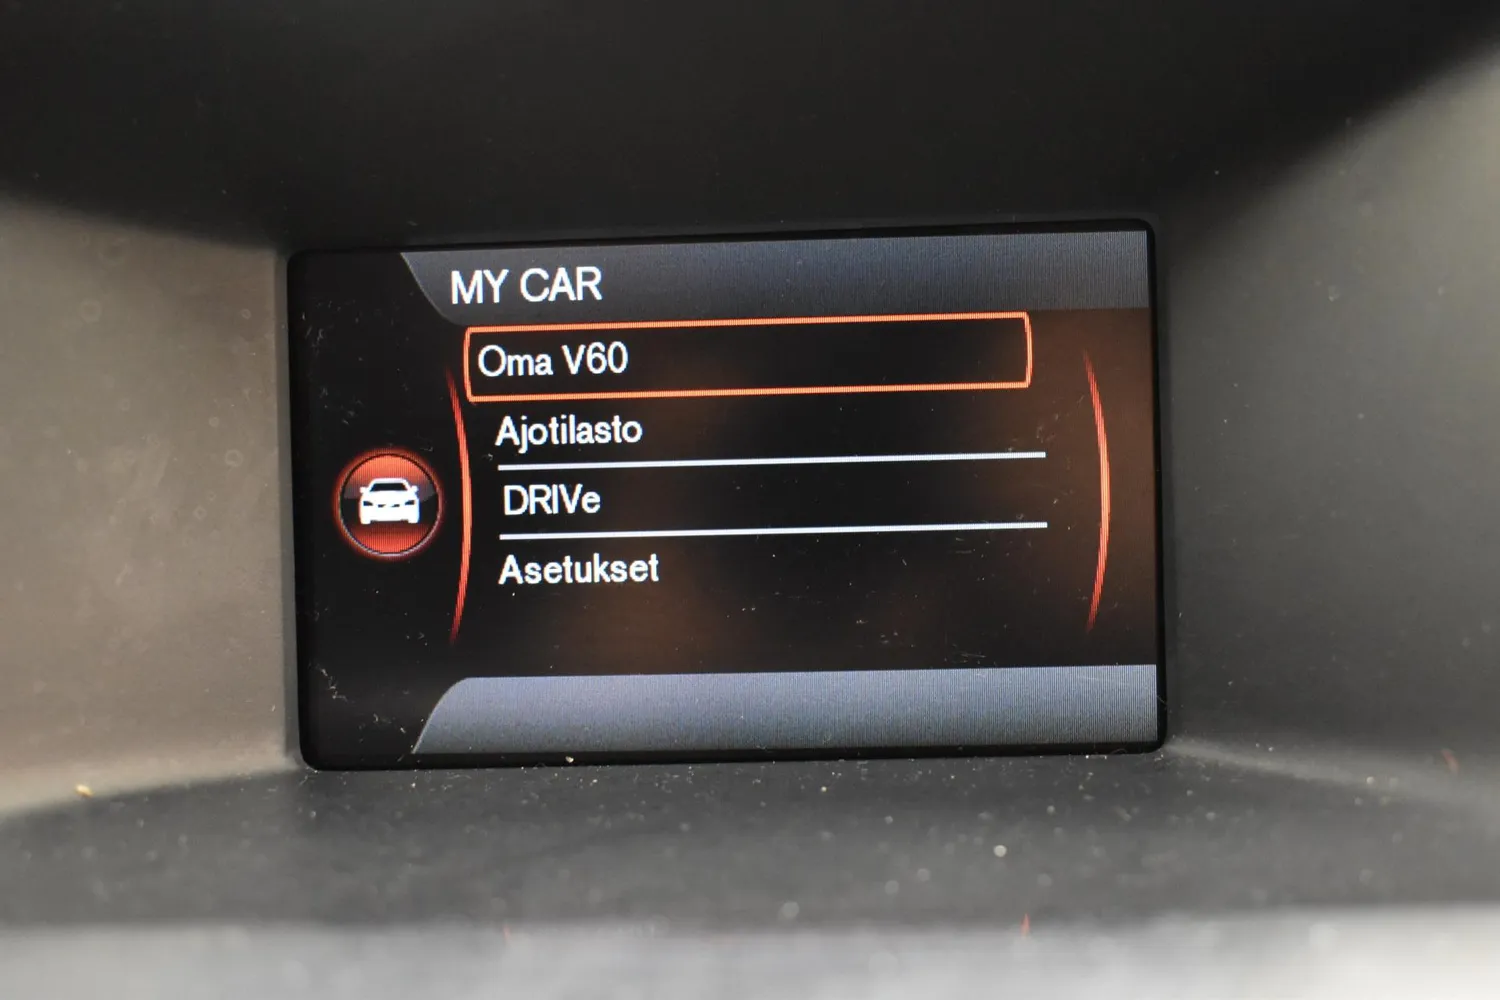 MY CAR
Oma V60
Ajotilasto
DRIVe
Asetukset